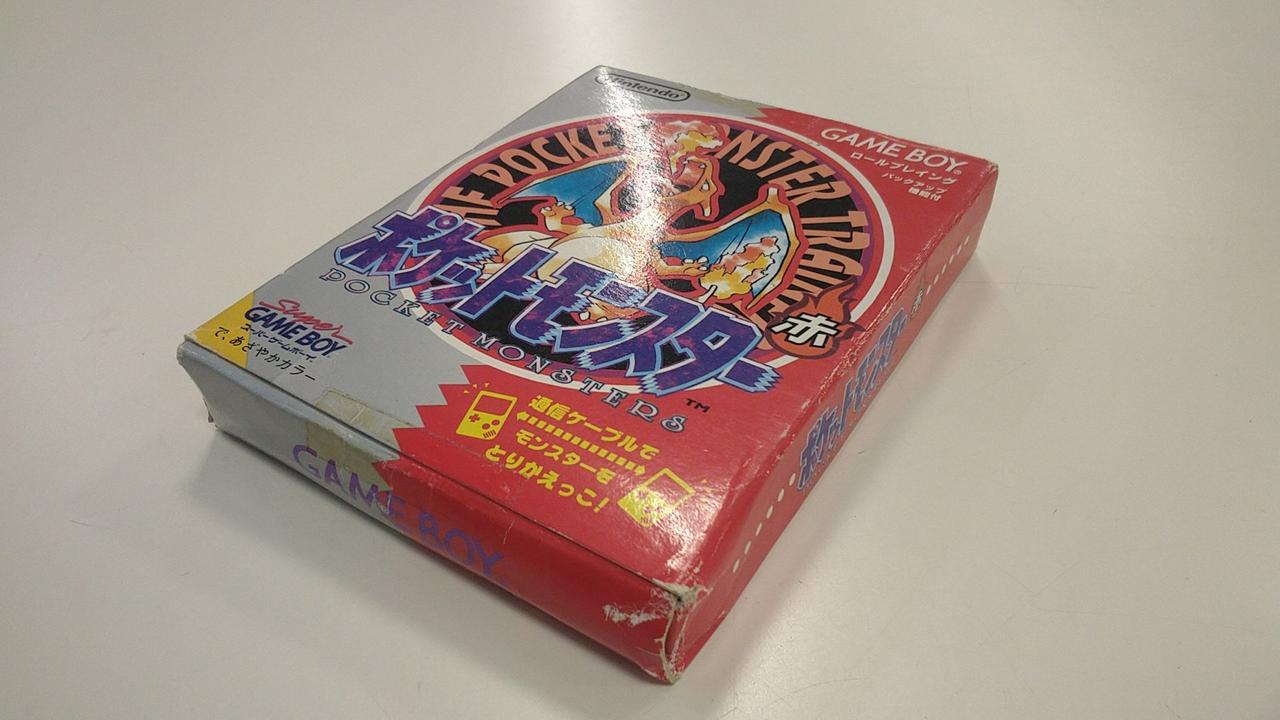 Nintendo
GAME BOY
ロールプレイング
バックアップ
機能付
THE POCKET MONSTER TRAINER
ポケットモンスター
赤
POCKET MONSTERS
TM
Super
GAME BOY
スーパーゲームボーイ
で、あざやかカラー
通信ケーブルで
モンスターを
とりかえっこ!
GAME BOY
ポケットモンスター 赤